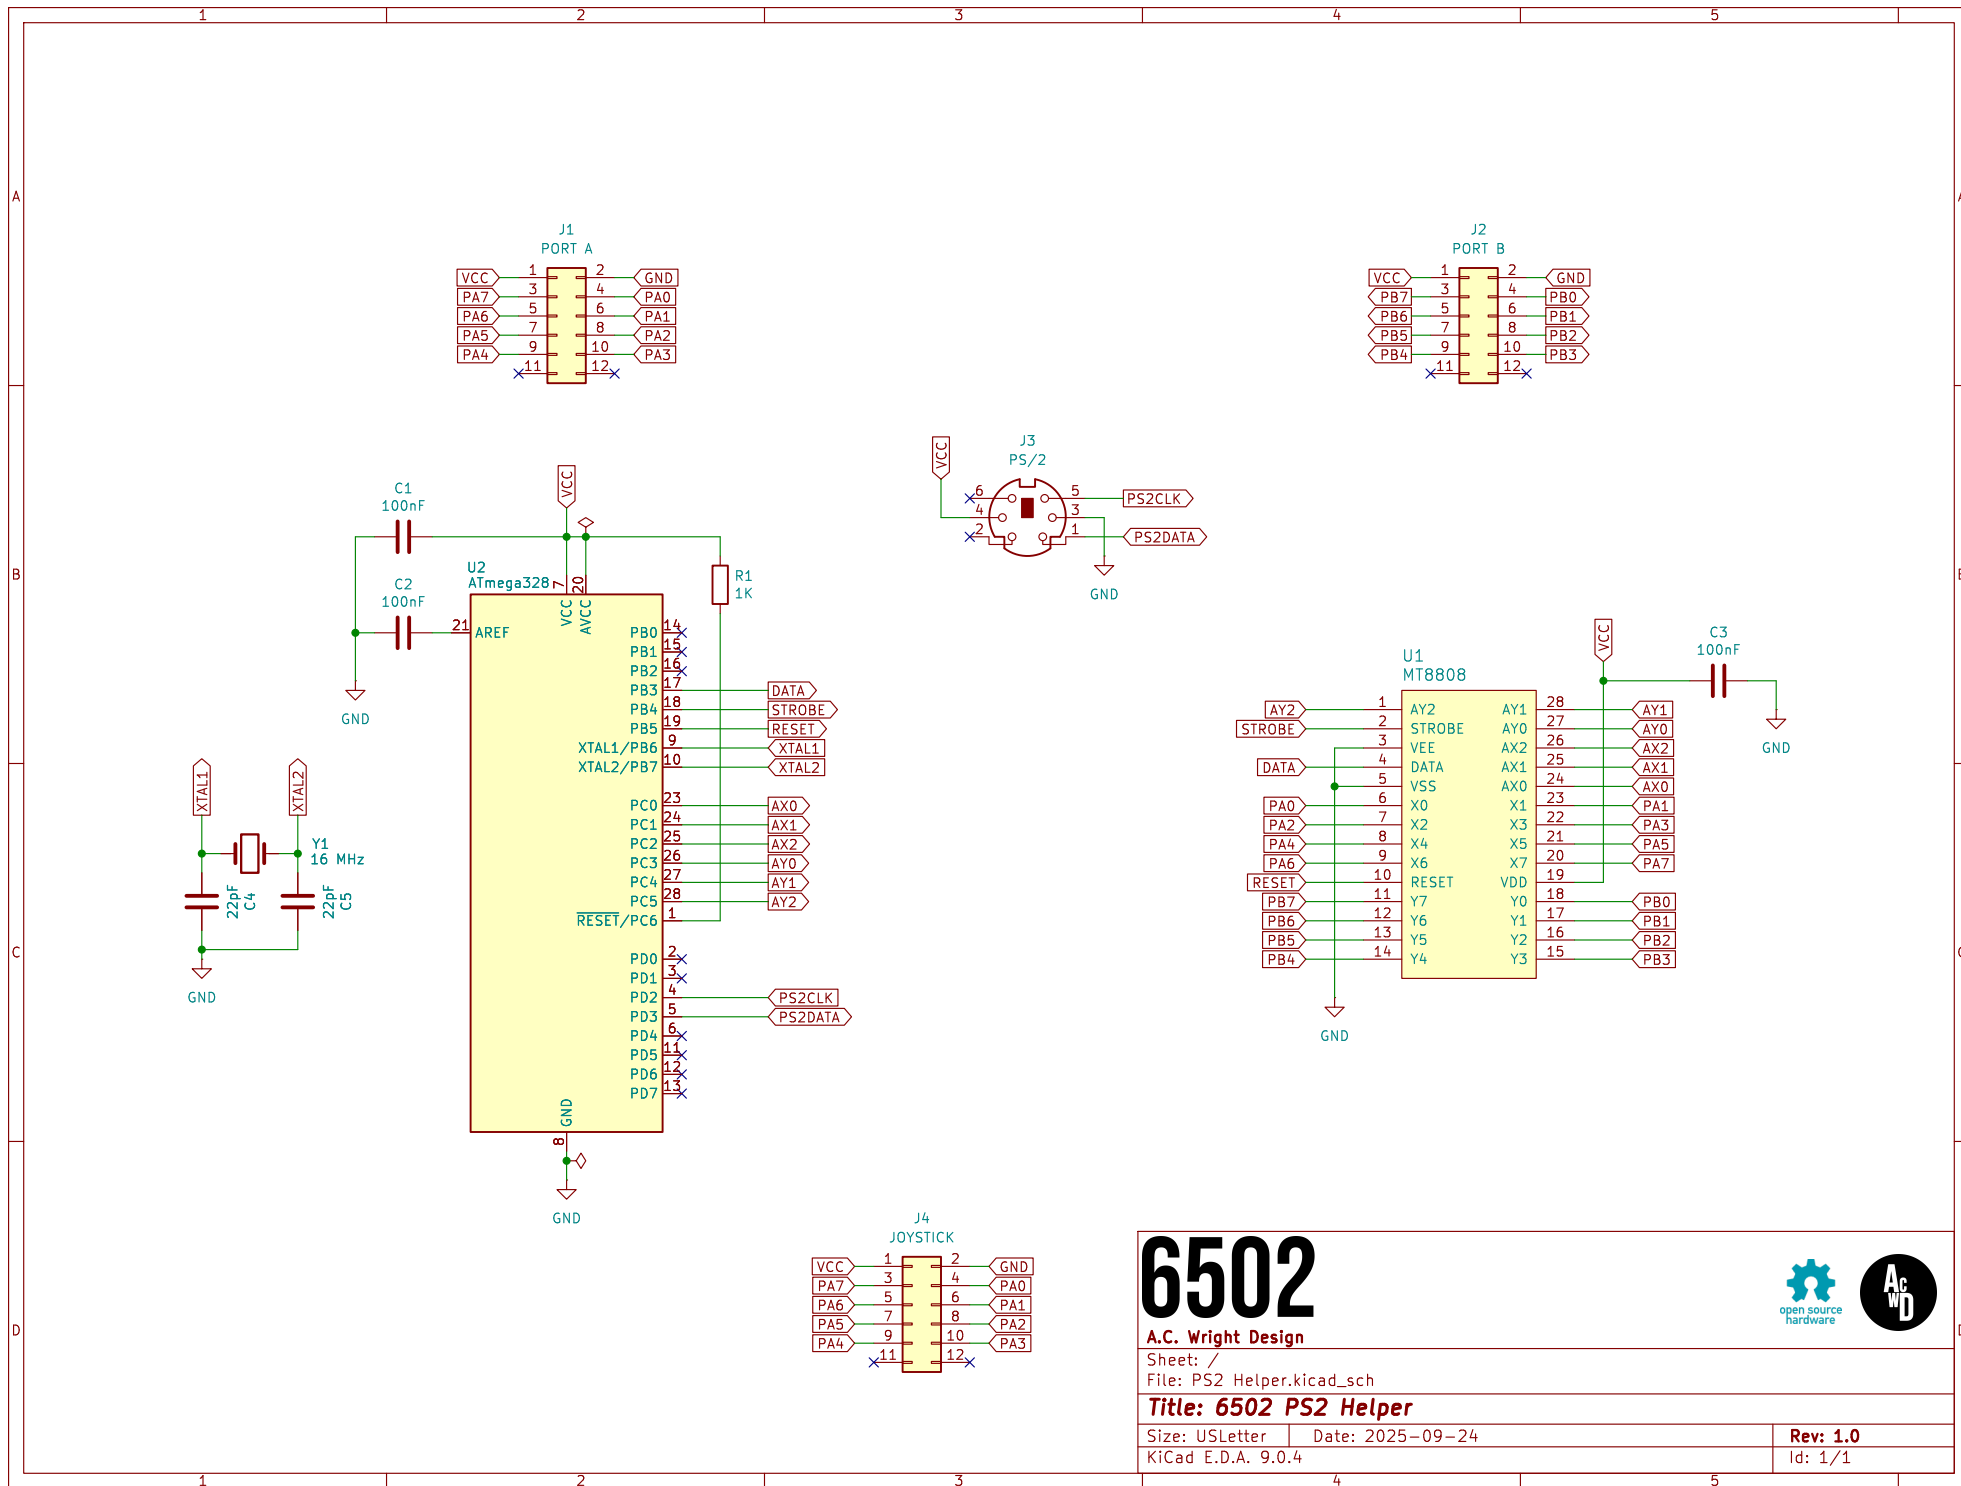 1 2 3 4 5
A
B
C
D
J1
PORT A
VCC 1 2 GND
PA7 3 4 PA0
PA6 5 6 PA1
PA5 7 8 PA2
PA4 9 10 PA3
11 12
J2
PORT B
VCC 1 2 GND
PB7 3 4 PB0
PB6 5 6 PB1
PB5 7 8 PB2
PB4 9 10 PB3
11 12
J3
PS/2
VCC
6 5 PS2CLK
4 3
2 1 PS2DATA
GND
C1
100nF
C2
100nF
GND
VCC
R1
1K
U2
ATmega328
7 20
VCC AVCC
21 AREF
PB0 14
PB1 15
PB2 16
PB3 17 DATA
PB4 18 STROBE
PB5 19 RESET
XTAL1/PB6 9 XTAL1
XTAL2/PB7 10 XTAL2
PC0 23 AX0
PC1 24 AX1
PC2 25 AX2
PC3 26 AY0
PC4 27 AY1
PC5 28 AY2
RESET/PC6 1
PD0 2
PD1 3
PD2 4 PS2CLK
PD3 5 PS2DATA
PD4 6
PD5 11
PD6 12
PD7 13
GND
8
GND
XTAL1 XTAL2
Y1
16 MHz
22pF
C4
22pF
C5
GND
VCC
C3
100nF
GND
U1
MT8808
AY2 1 AY2 AY1 28 AY1
STROBE 2 STROBE AY0 27 AY0
3 VEE AX2 26 AX2
DATA 4 DATA AX1 25 AX1
5 VSS AX0 24 AX0
PA0 6 X0 X1 23 PA1
PA2 7 X2 X3 22 PA3
PA4 8 X4 X5 21 PA5
PA6 9 X6 X7 20 PA7
RESET 10 RESET VDD 19
PB7 11 Y7 Y0 18 PB0
PB6 12 Y6 Y1 17 PB1
PB5 13 Y5 Y2 16 PB2
PB4 14 Y4 Y3 15 PB3
GND
J4
JOYSTICK
VCC 1 2 GND
PA7 3 4 PA0
PA6 5 6 PA1
PA5 7 8 PA2
PA4 9 10 PA3
11 12
6502
open source
hardware
ACWD
A.C. Wright Design
Sheet: /
File: PS2 Helper.kicad_sch
Title: 6502 PS2 Helper
Size: USLetter Date: 2025-09-24 Rev: 1.0
KiCad E.D.A. 9.0.4 Id: 1/1
1 2 3 4 5